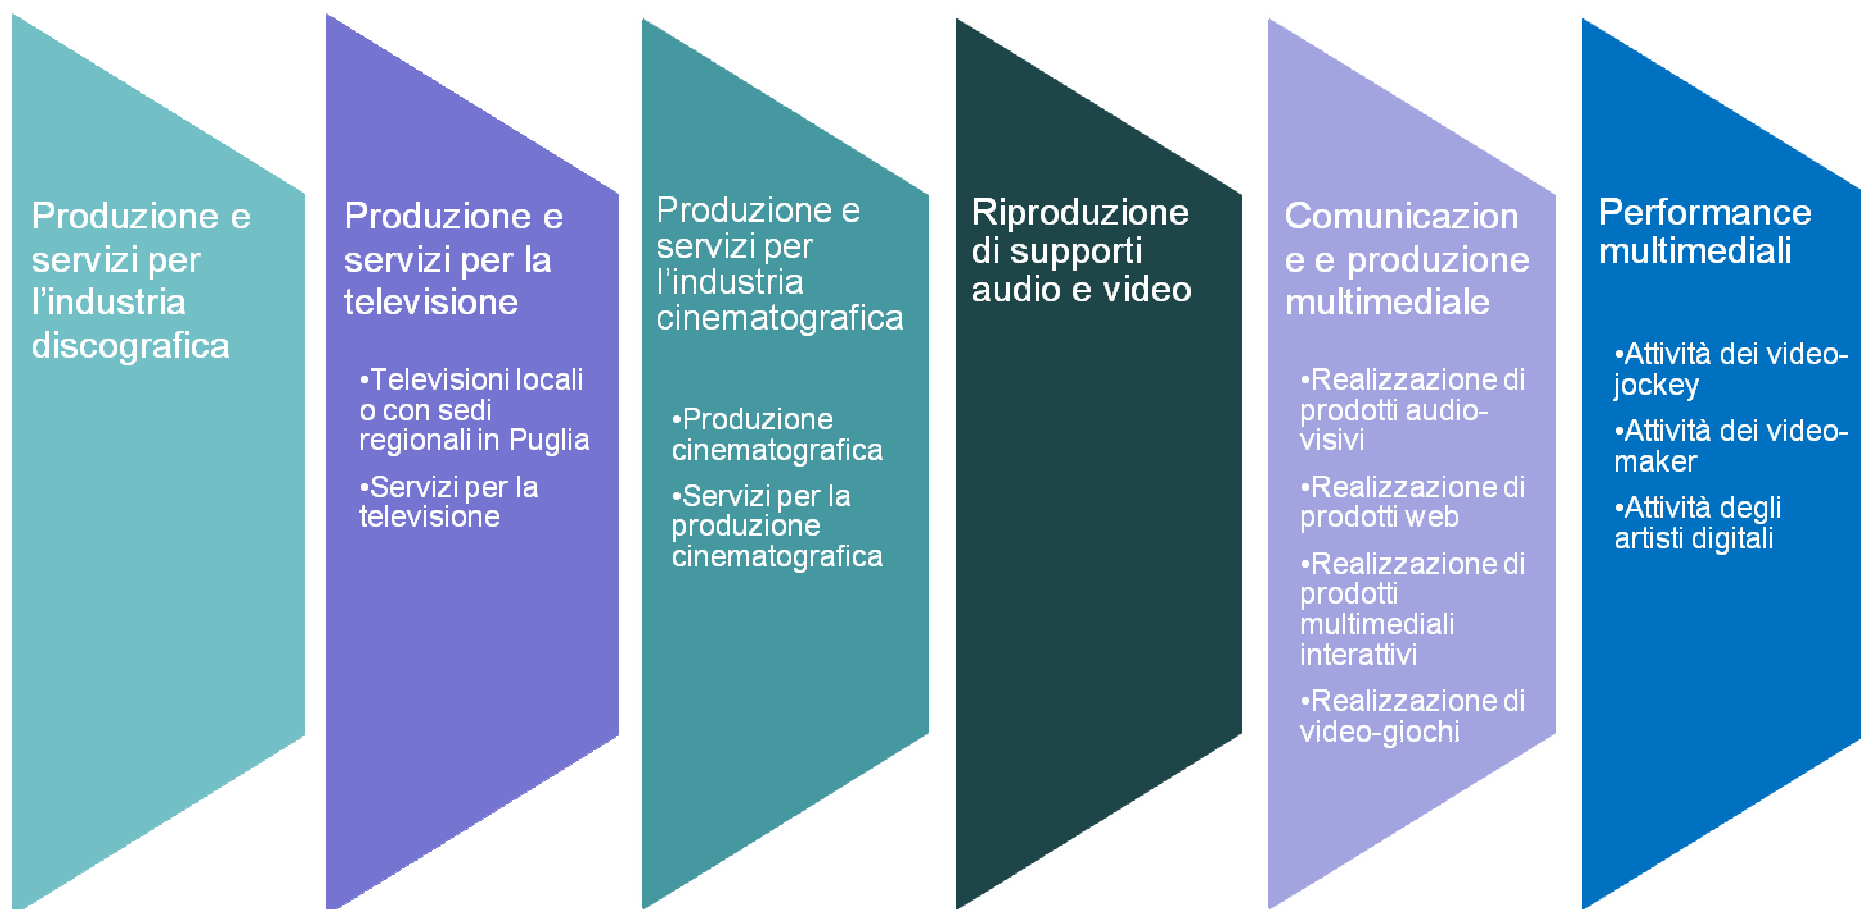 Produzione e
servizi per
l’industria
discografica
Produzione e
servizi per la
televisione
•Televisioni locali
o con sedi
regionali in Puglia
•Servizi per la
televisione
Produzione e
servizi per
l’industria
cinematografica
•Produzione
cinematografica
•Servizi per la
produzione
cinematografica
Riproduzione
di supporti
audio e video
Comunicazion
e e produzione
multimediale
•Realizzazione di
prodotti audio-
visivi
•Realizzazione di
prodotti web
•Realizzazione di
prodotti
multimediali
interattivi
•Realizzazione di
video-giochi
Performance
multimediali
•Attività dei video-
jockey
•Attività dei video-
maker
•Attività degli
artisti digitali